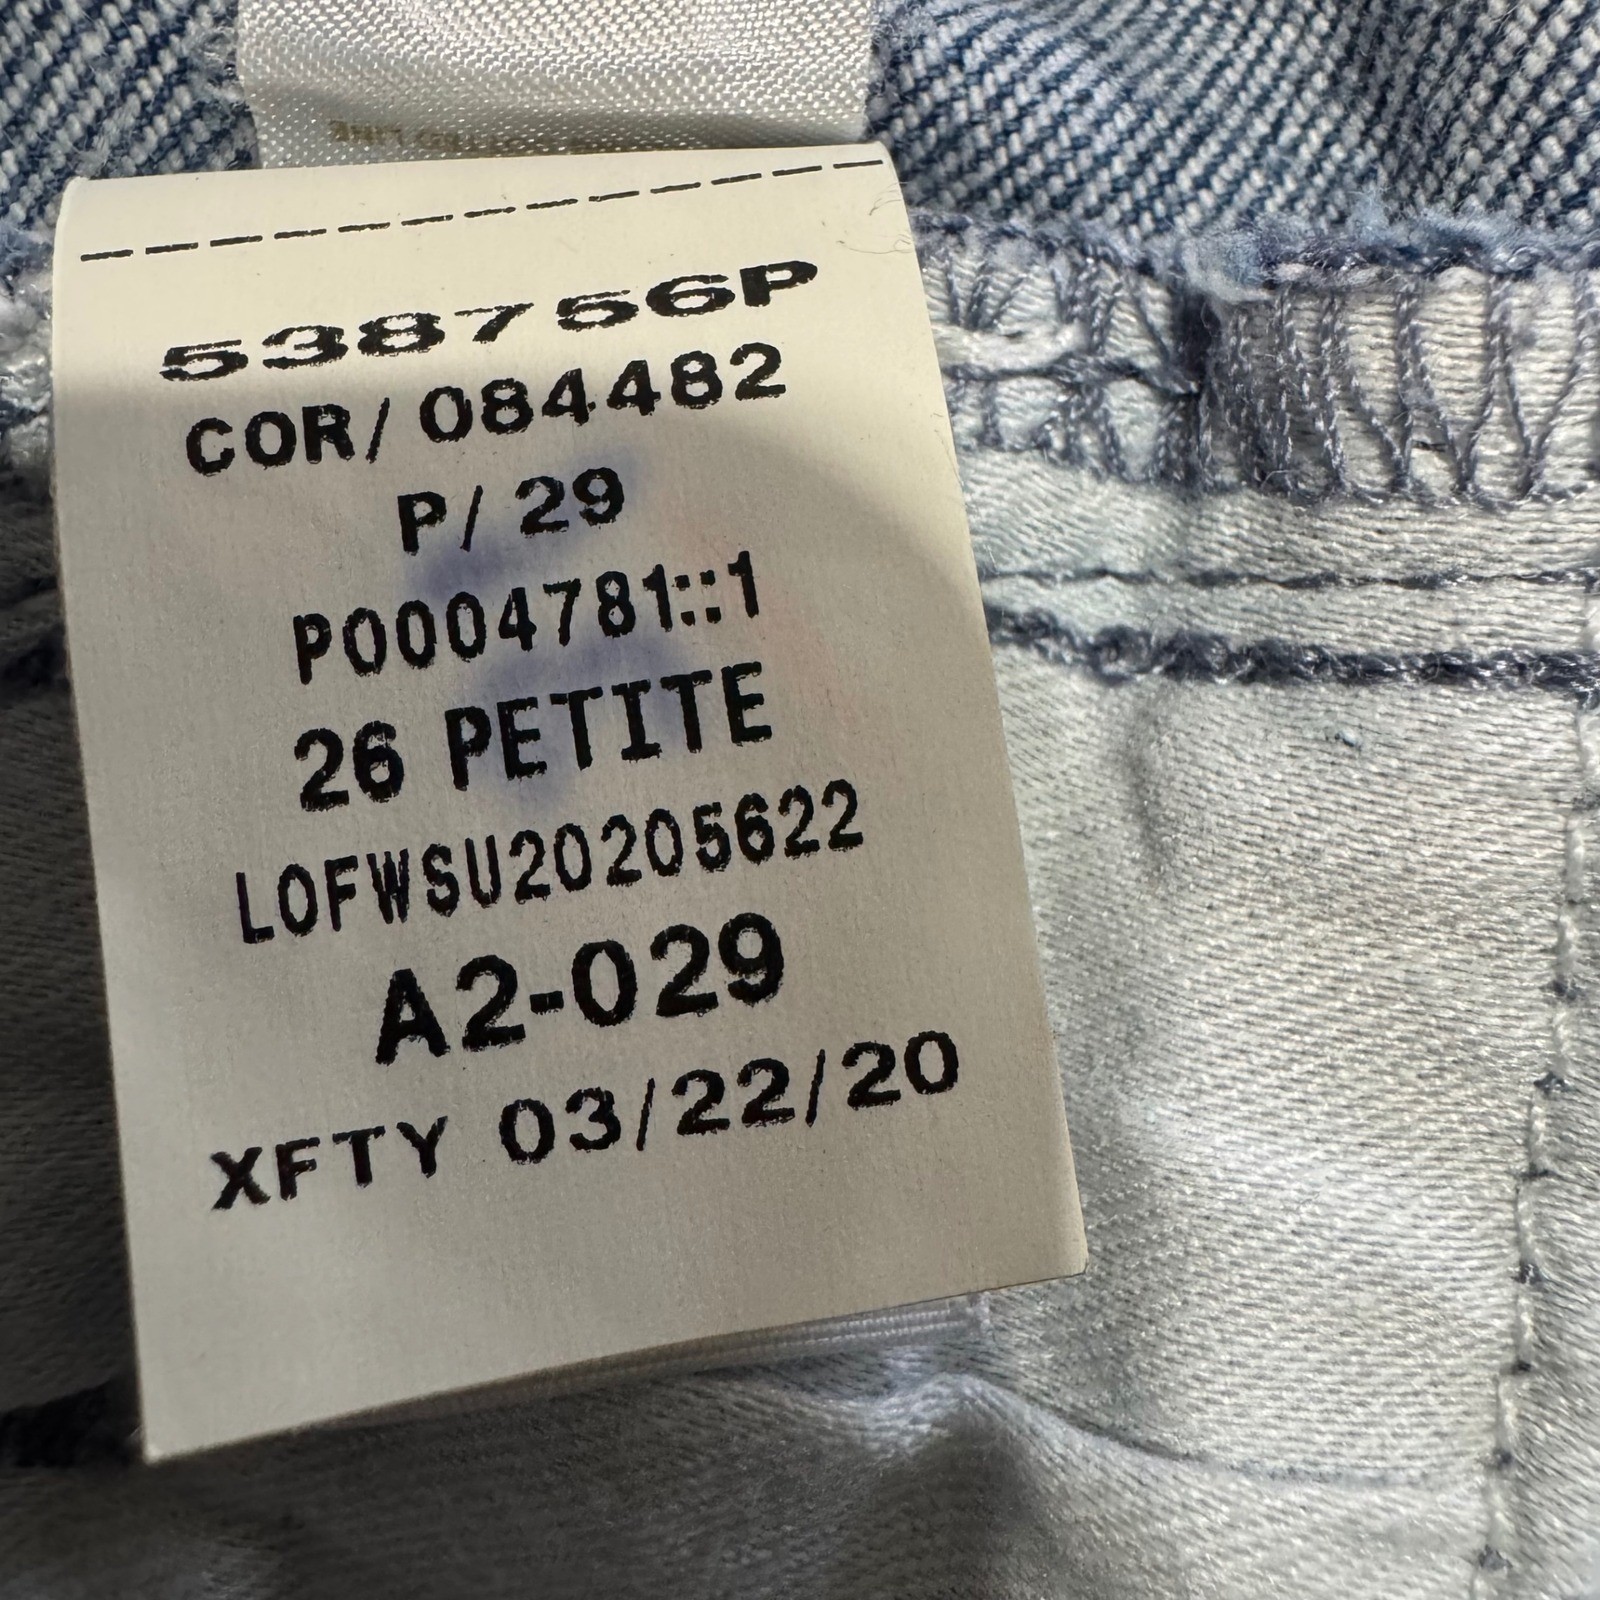 538756P
COR/ 084482
P/ 29
P0004781::1
26 PETITE
LOFWSU20205622
A2-029
XFTY 03/22/20